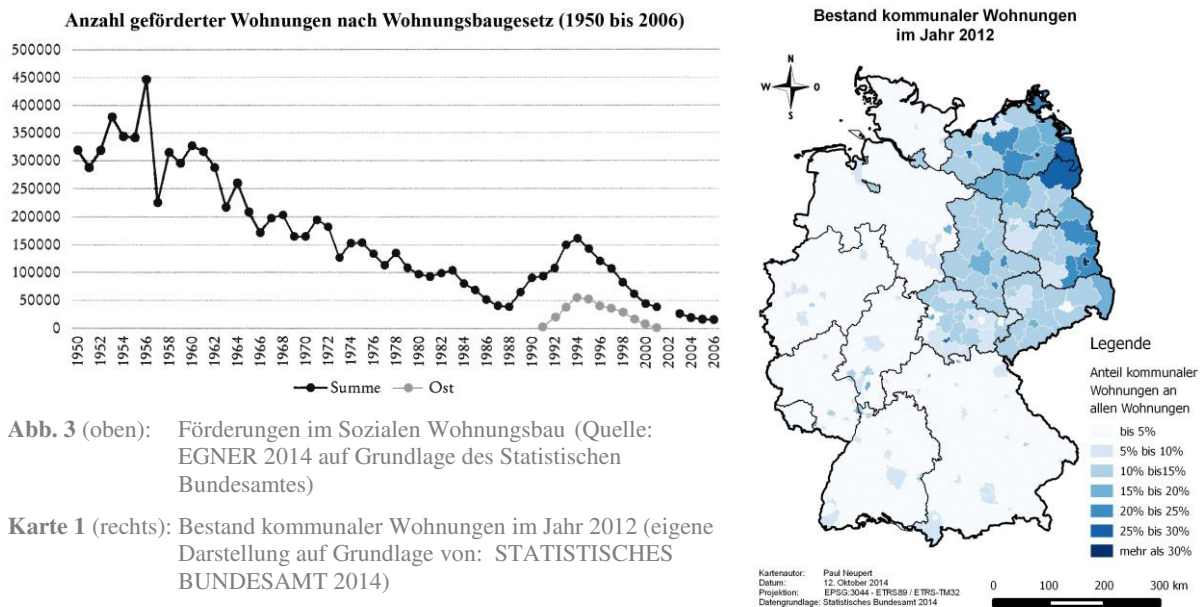 Anzahl geförderter Wohnungen nach Wohnungsbaugesetz (1950 bis 2006)
500000
450000
400000
350000
300000
250000
200000
150000
100000
50000
0
1950
1952
1954
1956
1958
1960
1962
1964
1966
1968
1970
1972
1974
1976
1978
1980
1982
1984
1986
1988
1990
1992
1994
1996
1998
2000
2002
2004
2006
Summe
Ost
Abb. 3 (oben): Förderungen im Sozialen Wohnungsbau (Quelle:
EGNER 2014 auf Grundlage des Statistischen
Bundesamtes)
Karte 1 (rechts): Bestand kommunaler Wohnungen im Jahr 2012 (eigene
Darstellung auf Grundlage von: STATISTISCHES
BUNDESAMT 2014)
Bestand kommunaler Wohnungen
im Jahr 2012
N
W O
S
Legende
Anteil kommunaler
Wohnungen an
allen Wohnungen
bis 5%
5% bis 10%
10% bis15%
15% bis 20%
20% bis 25%
25% bis 30%
mehr als 30%
Kartenautor: Paul Neupert
Datum: 12. Oktober 2014
Projektion: EPSG:3044 - ETRS89 / ETRS-TM32
Datengrundlage: Statistisches Bundesamt 2014
0 100 200 300 km